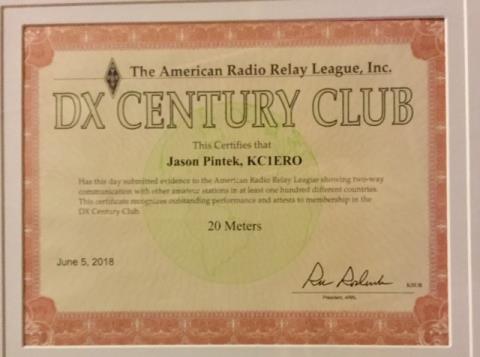 The American Radio Relay League, Inc.
DX CENTURY CLUB
This Certifies that
Jason Pintek, KC1ERO
Has this day submitted evidence to the American Radio Relay League showing two-way
communication with other amateur stations in at least one hundred different countries.
This certificate recognizes outstanding performance and attests to membership in the
DX Century Club.
20 Meters
June 5, 2018
President, ARRL